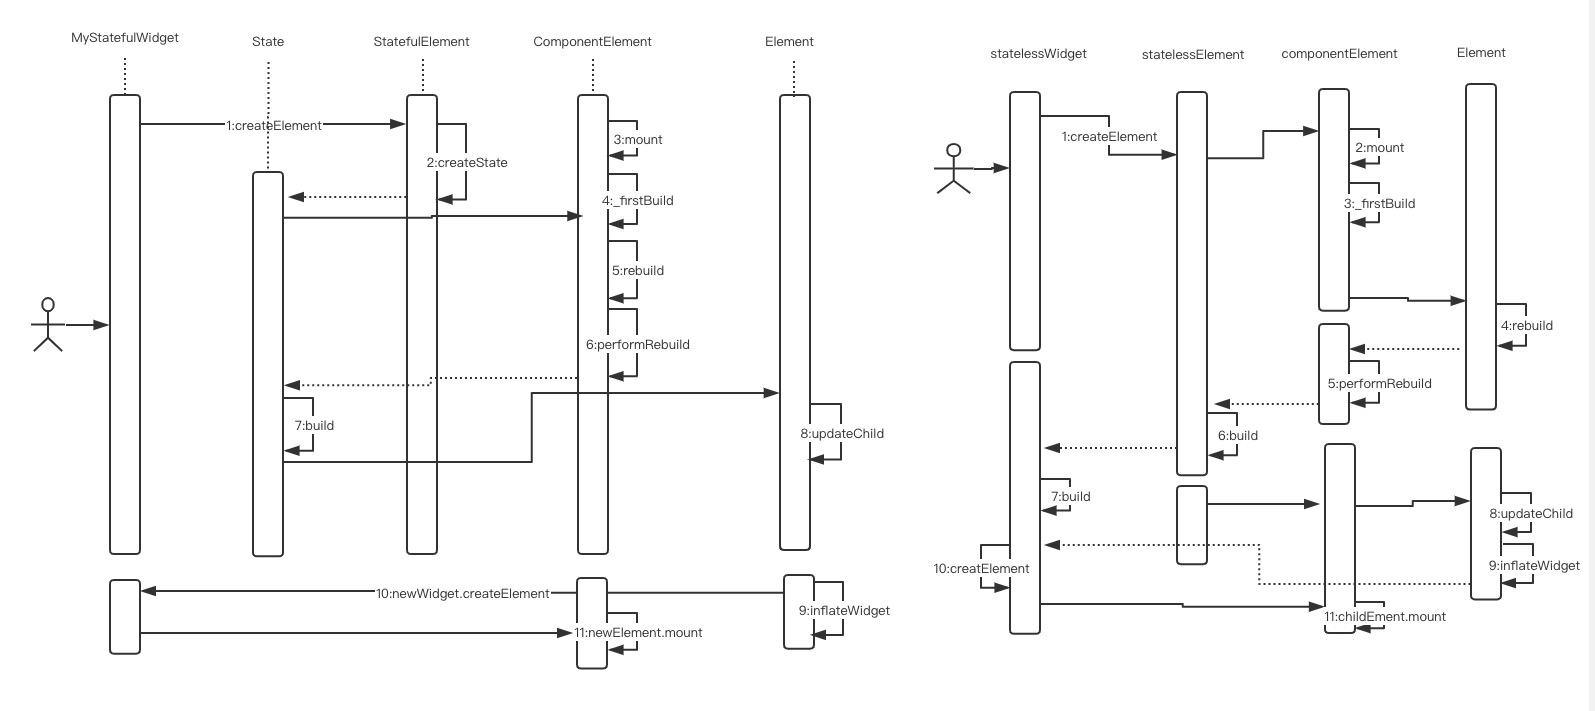 MyStatefulWidget
State
StatefulElement
ComponentElement
Element
1:createElement
2:createState
3:mount
4:_firstBuild
5:rebuild
6:performRebuild
7:build
8:updateChild
9:inflateWidget
10:newWidget.createElement
11:newElement.mount
statelessWidget
statelessElement
componentElement
Element
1:createElement
2:mount
3:_firstBuild
4:rebuild
5:performRebuild
6:build
7:build
8:updateChild
9:inflateWidget
10:creatElement
11:childEment.mount